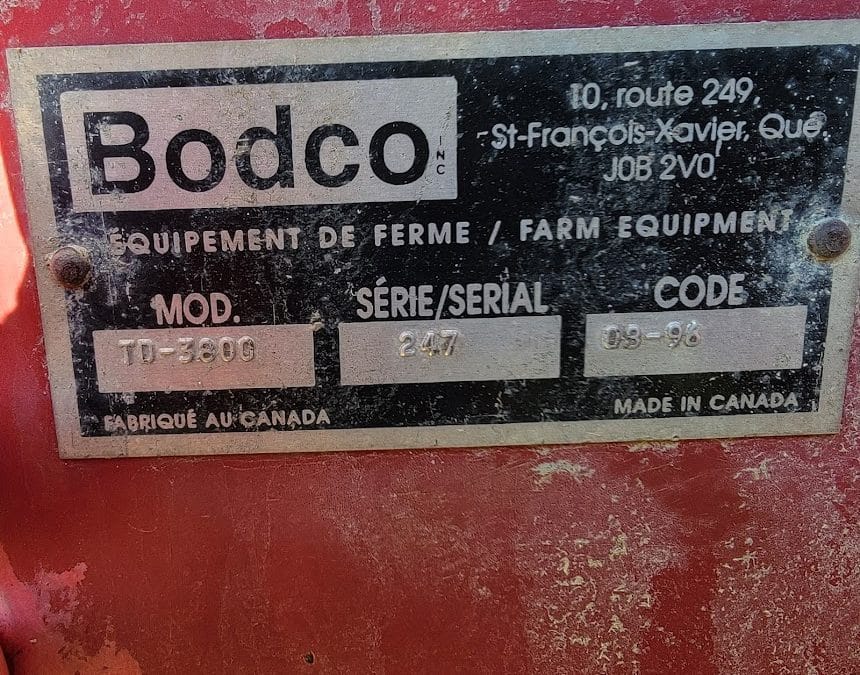 Bodco INC
10, route 249,
St-François-Xavier, Qué.
J0B 2V0
ÉQUIPEMENT DE FERME / FARM EQUIPMENT
MOD. SÉRIE/SERIAL CODE
TD-3800 247 08-96
FABRIQUÉ AU CANADA MADE IN CANADA